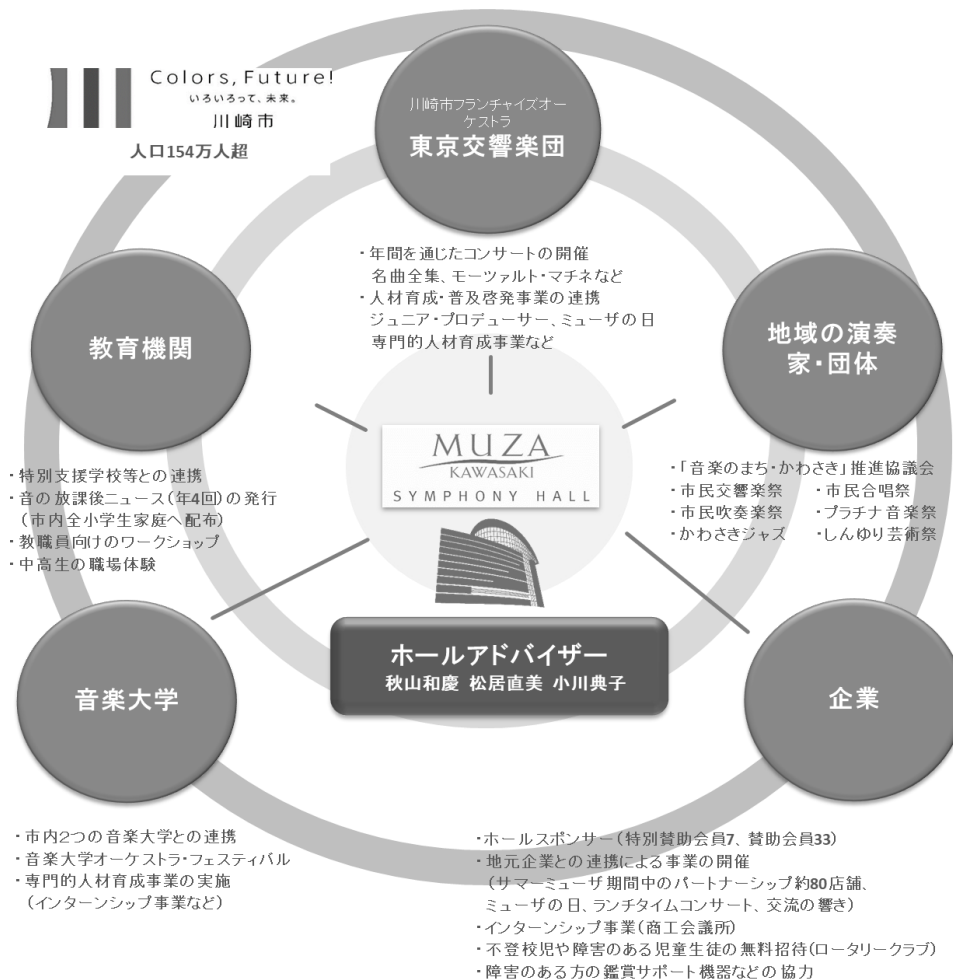 Colors, Future!
いろいろって、未来。
川崎市
人口154万人超
川崎市フランチャイズオー
ケストラ
東京交響楽団
・年間を通じたコンサートの開催
名曲全集、モーツァルト・マチネなど
・人材育成・普及啓発事業の連携
ジュニア・プロデューサー、ミューザの日
専門的人材育成事業など
教育機関
・特別支援学校等との連携
・音の放課後ニュース(年4回)の発行
(市内全小学生家庭へ配布)
・教職員向けのワークショップ
・中高生の職場体験
地域の演奏
家・団体
・「音楽のまち・かわさき」推進協議会
・市民交響楽祭 ・市民合唱祭
・市民吹奏楽祭 ・プラチナ音楽祭
・かわさきジャズ ・しんゆり芸術祭
MUZA
KAWASAKI
SYMPHONY HALL
ホールアドバイザー
秋山和慶 松居直美 小川典子
音楽大学
・市内2つの音楽大学との連携
・音楽大学オーケストラ・フェスティバル
・専門的人材育成事業の実施
(インターンシップ事業など)
企業
・ホールスポンサー(特別賛助会員7、賛助会員33)
・地元企業との連携による事業の開催
(サマーミューザ期間中のパートナーシップ約80店舗、
ミューザの日、ランチタイムコンサート、交流の響き)
・インターンシップ事業(商工会議所)
・不登校児や障害のある児童生徒の無料招待(ロータリークラブ)
・障害のある方の鑑賞サポート機器などの協力